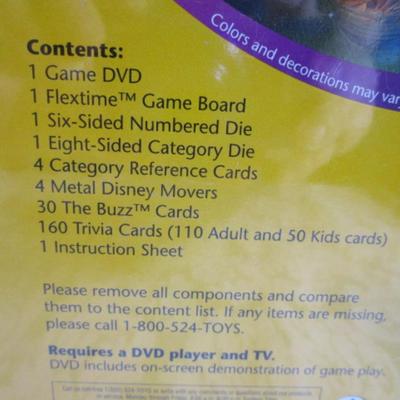 Colors and decorations may vary
Contents:
1 Game DVD
1 Flextime™ Game Board
1 Six-Sided Numbered Die
1 Eight-Sided Category Die
4 Category Reference Cards
4 Metal Disney Movers
30 The Buzz™ Cards
160 Trivia Cards (110 Adult and 50 Kids cards)
1 Instruction Sheet
Please remove all components and compare
them to the content list. If any items are missing,
please call 1-800-524-TOYS.
Requires a DVD player and TV.
DVD includes on-screen demonstration of game play.